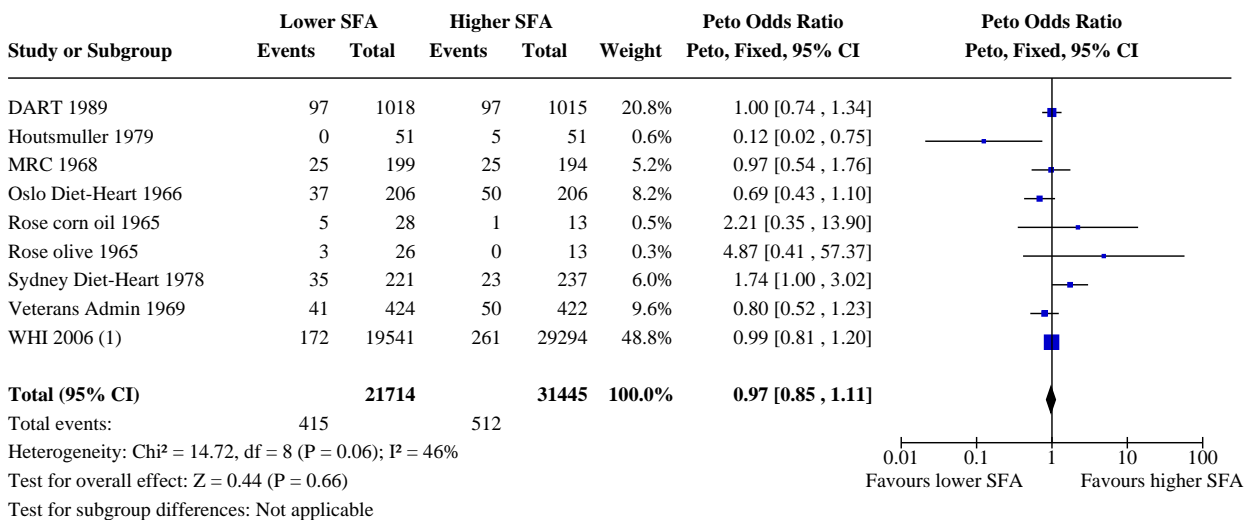 Lower SFA Higher SFA Peto Odds Ratio Peto Odds Ratio
Study or Subgroup Events Total Events Total Weight Peto, Fixed, 95% CI Peto, Fixed, 95% CI
DART 1989 97 1018 97 1015 20.8% 1.00 [0.74 , 1.34]
Houtsmuller 1979 0 51 5 51 0.6% 0.12 [0.02 , 0.75]
MRC 1968 25 199 25 194 5.2% 0.97 [0.54 , 1.76]
Oslo Diet-Heart 1966 37 206 50 206 8.2% 0.69 [0.43 , 1.10]
Rose corn oil 1965 5 28 1 13 0.5% 2.21 [0.35 , 13.90]
Rose olive 1965 3 26 0 13 0.3% 4.87 [0.41 , 57.37]
Sydney Diet-Heart 1978 35 221 23 237 6.0% 1.74 [1.00 , 3.02]
Veterans Admin 1969 41 424 50 422 9.6% 0.80 [0.52 , 1.23]
WHI 2006 (1) 172 19541 261 29294 48.8% 0.99 [0.81 , 1.20]
Total (95% CI) 21714 31445 100.0% 0.97 [0.85 , 1.11]
Total events: 415 512
Heterogeneity: Chi² = 14.72, df = 8 (P = 0.06); I² = 46%
0.01 0.1 1 10 100
Test for overall effect: Z = 0.44 (P = 0.66) Favours lower SFA Favours higher SFA
Test for subgroup differences: Not applicable